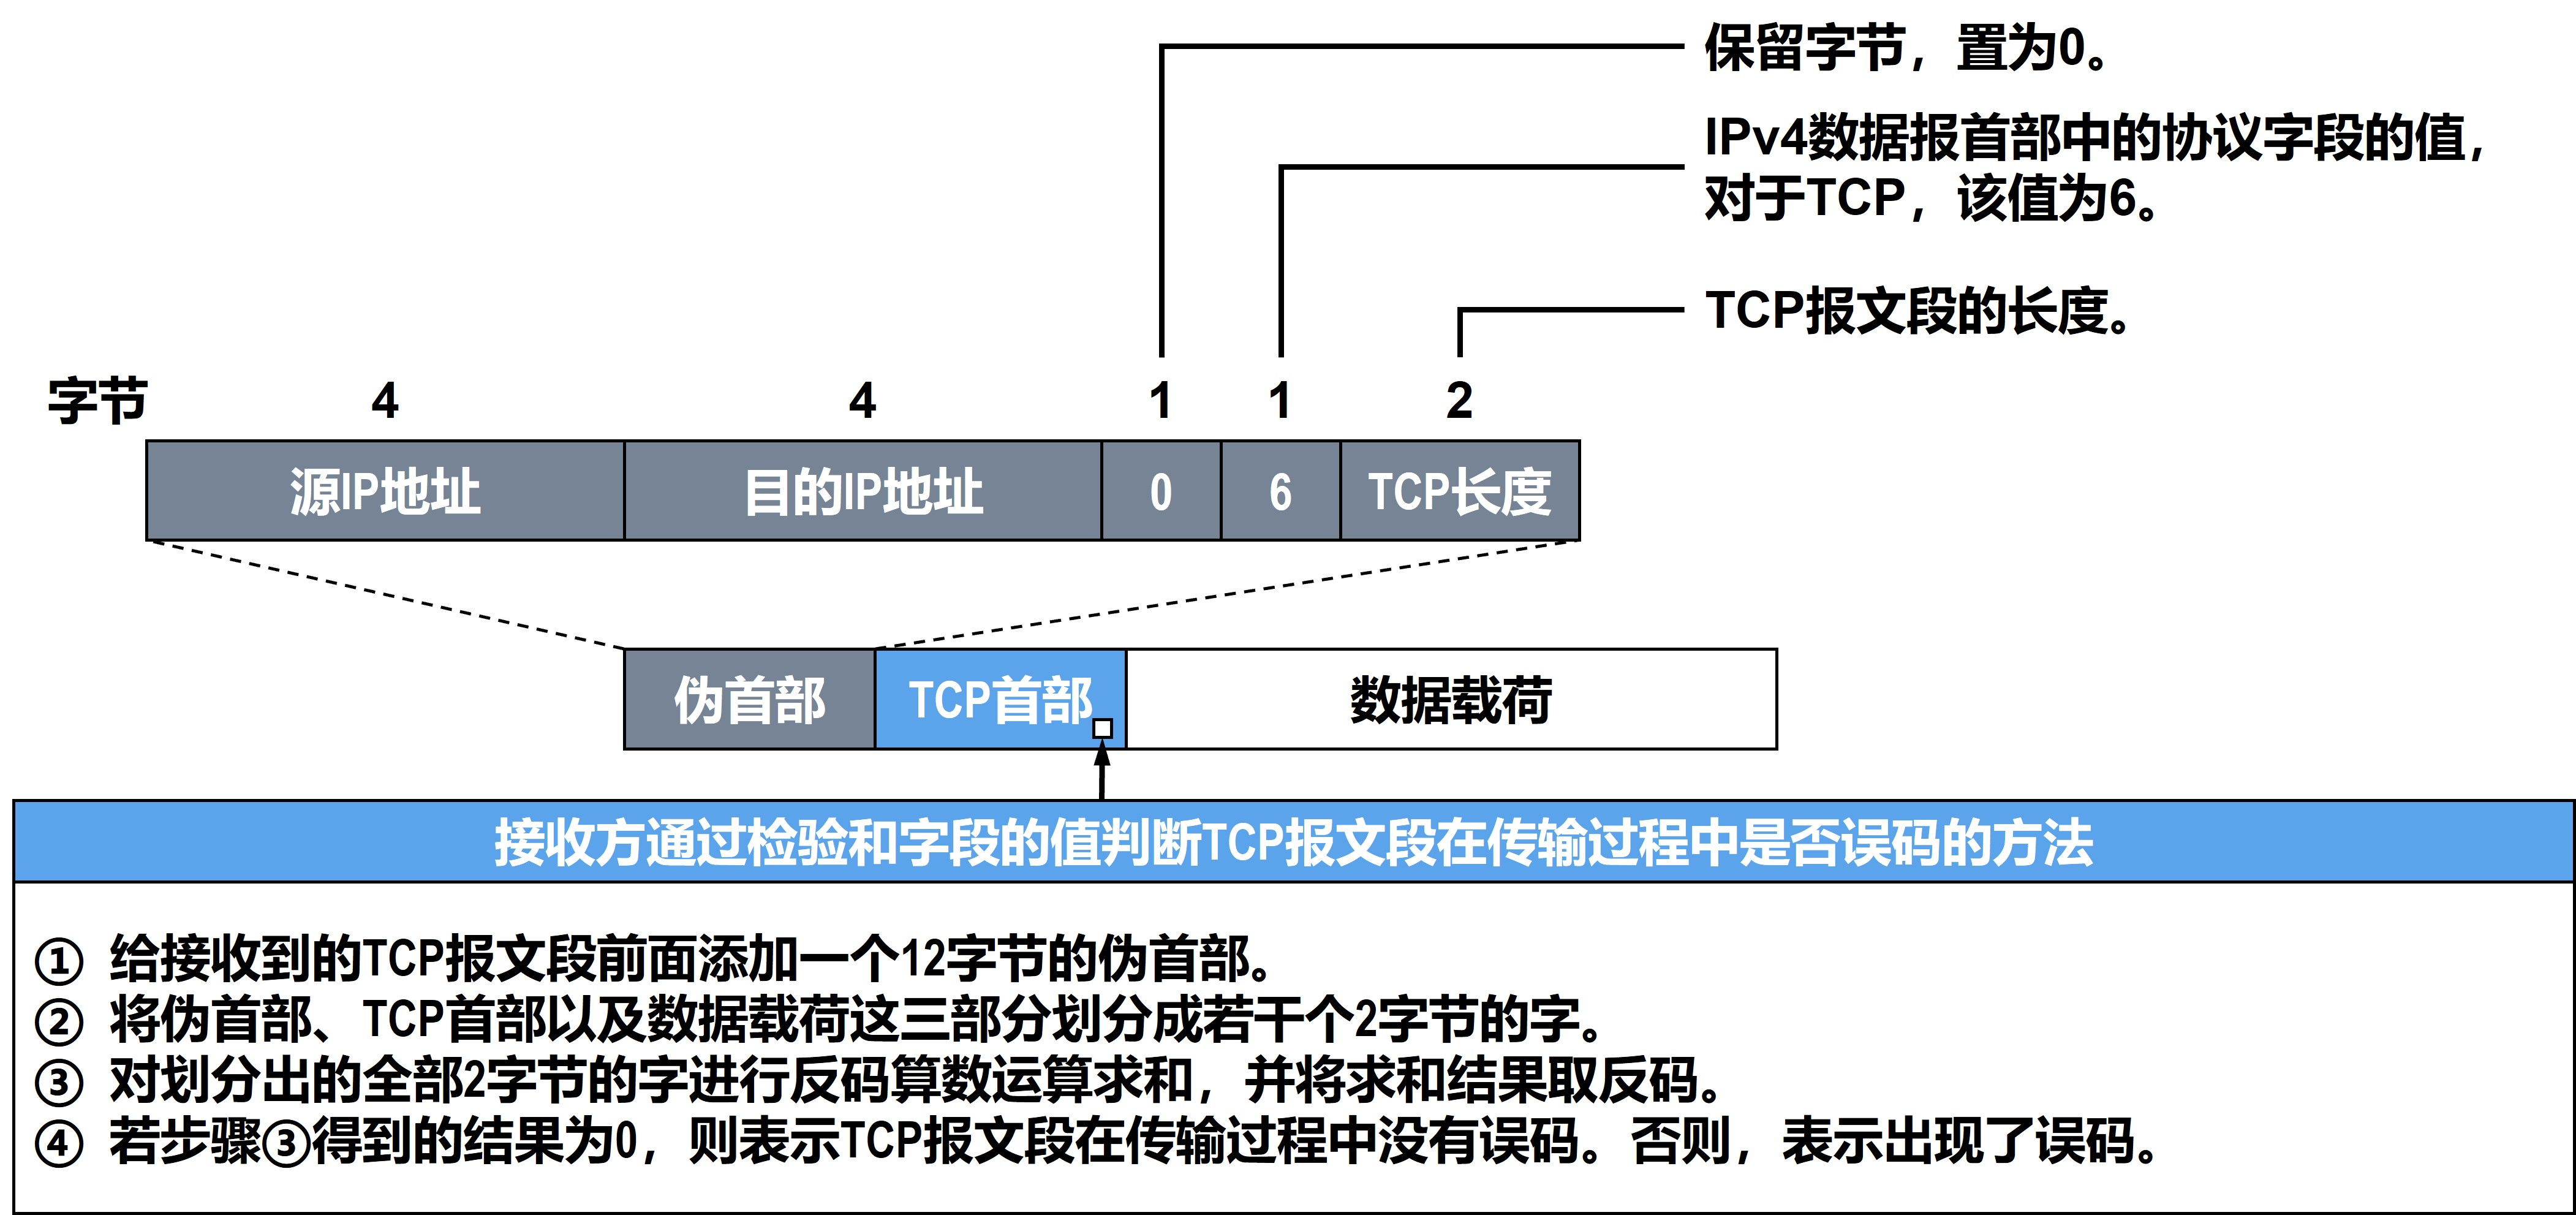 保留字节，置为0。
IPv4数据报首部中的协议字段的值，
对于TCP，该值为6。
TCP报文段的长度。
字节 4 4 1 1 2
源IP地址 目的IP地址 0 6 TCP长度
伪首部 TCP首部 数据载荷
接收方通过检验和字段的值判断TCP报文段在传输过程中是否误码的方法
① 给接收到的TCP报文段前面添加一个12字节的伪首部。
② 将伪首部、TCP首部以及数据载荷这三部分划分成若干个2字节的字。
③ 对划分出的全部2字节的字进行反码算数运算求和，并将求和结果取反码。
④ 若步骤③得到的结果为0，则表示TCP报文段在传输过程中没有误码。否则，表示出现了误码。